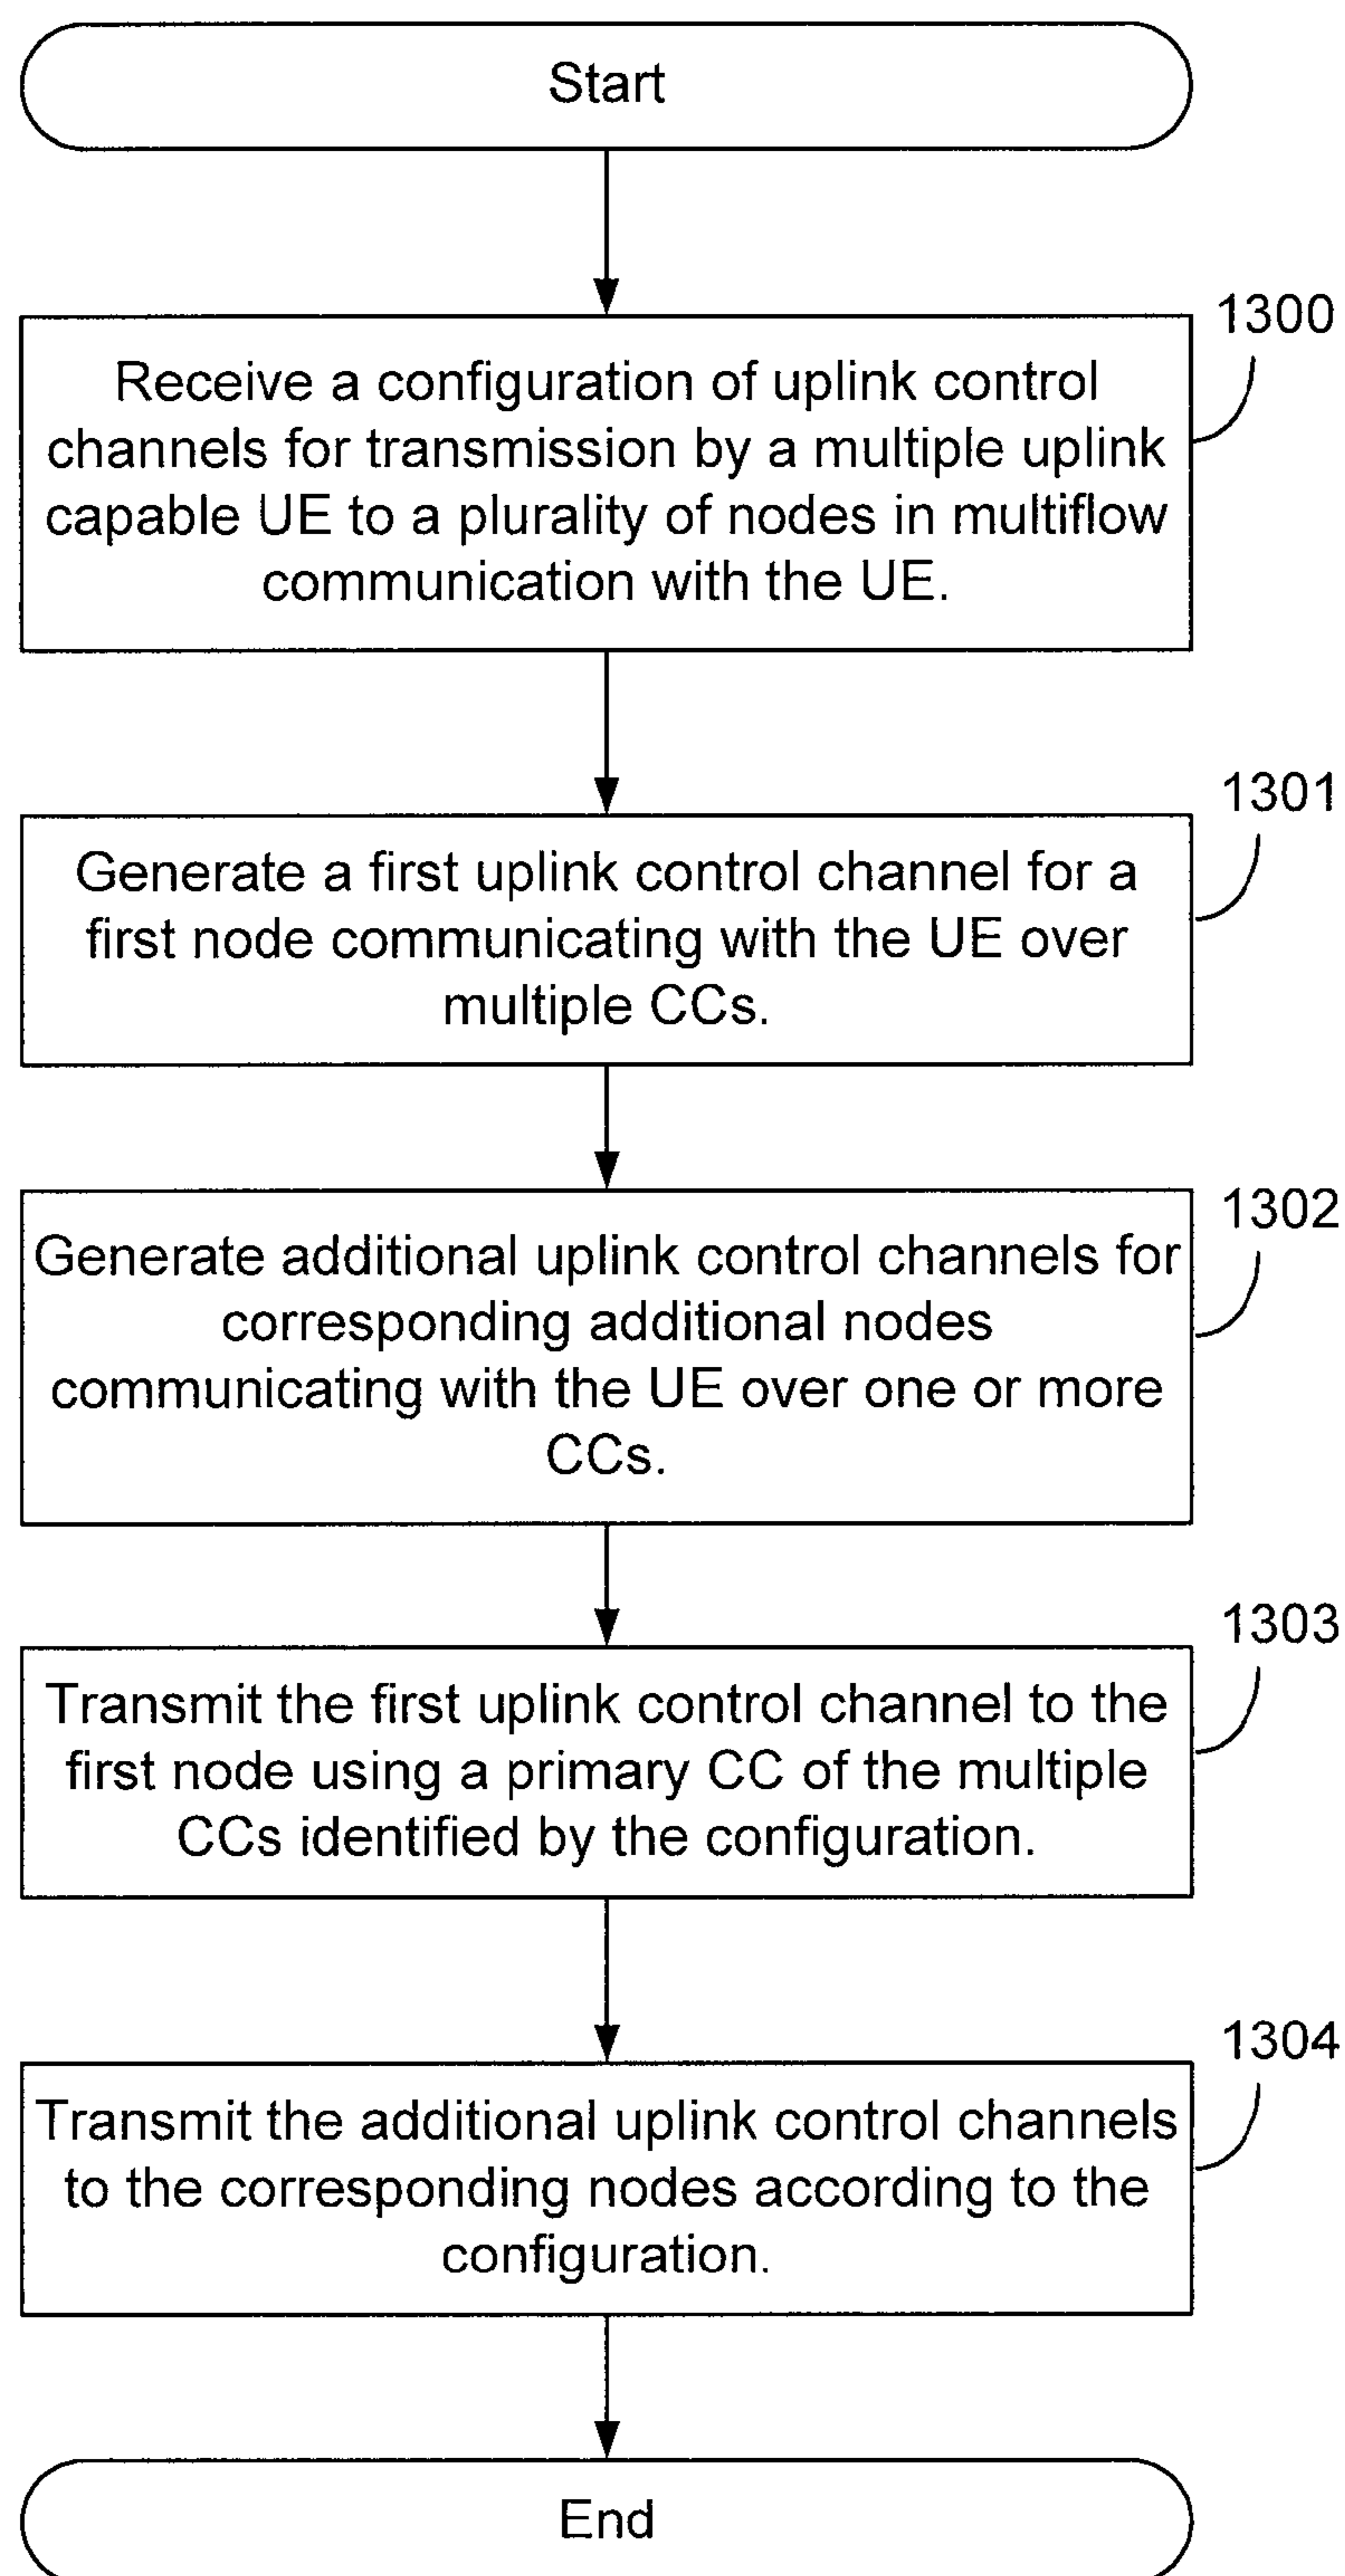 Start
1300
Receive a configuration of uplink control
channels for transmission by a multiple uplink
capable UE to a plurality of nodes in multiflow
communication with the UE.
1301
Generate a first uplink control channel for a
first node communicating with the UE over
multiple CCs.
1302
Generate additional uplink control channels for
corresponding additional nodes
communicating with the UE over one or more
CCs.
1303
Transmit the first uplink control channel to the
first node using a primary CC of the multiple
CCs identified by the configuration.
1304
Transmit the additional uplink control channels
to the corresponding nodes according to the
configuration.
End